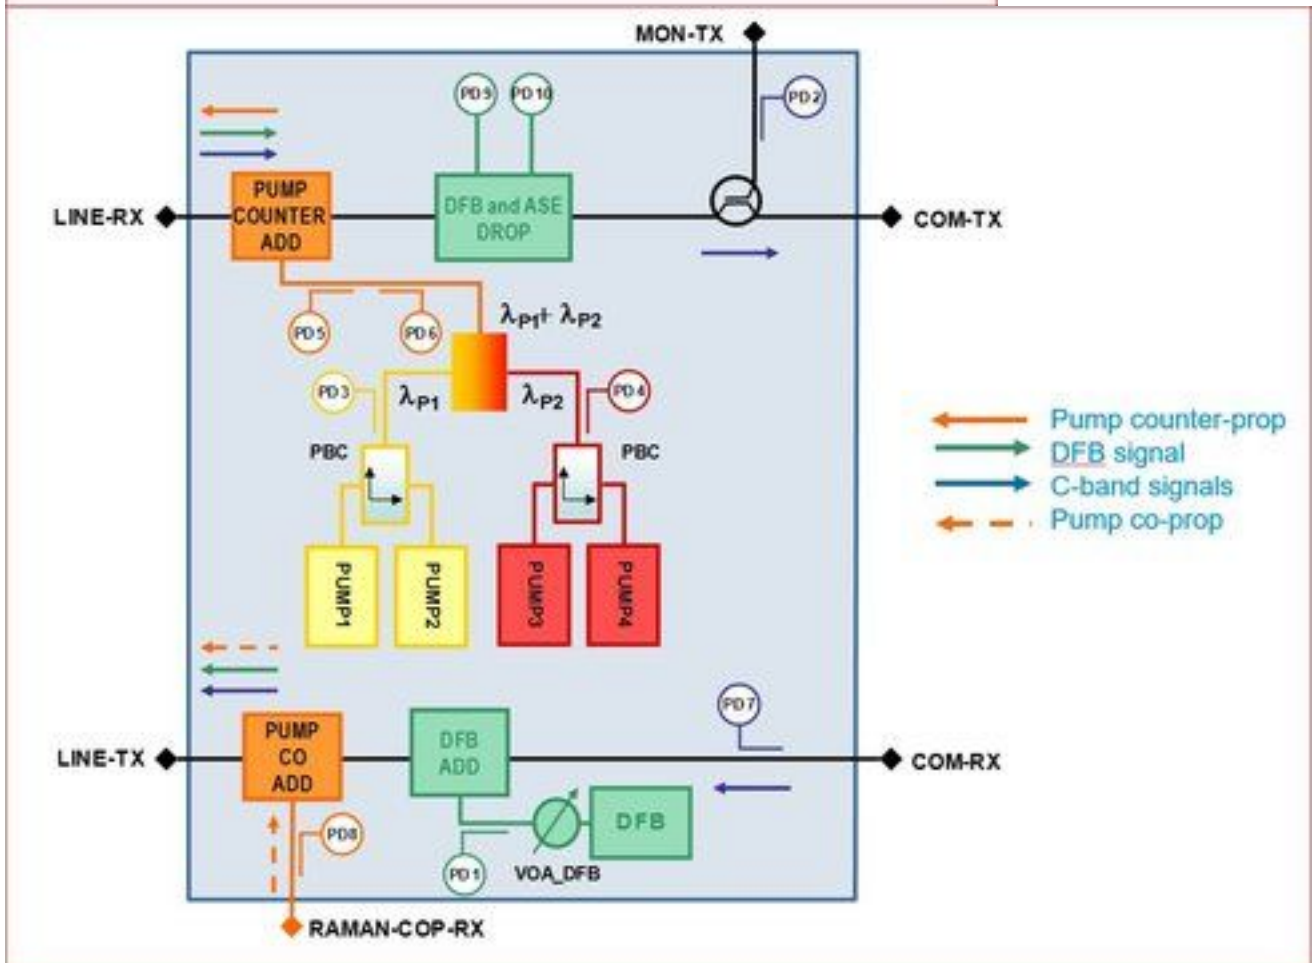 MON-TX
PD 9
PD 10
PD 2
PUMP
COUNTER
ADD
DFB and ASE
DROP
LINE-RX
COM-TX
PD 5
PD 6
λP1+ λP2
PD 3
λP1
λP2
PD 4
PBC
PBC
Pump counter-prop
DFB signal
C-band signals
Pump co-prop
PUMP1
PUMP2
PUMP3
PUMP4
PD 7
PUMP
CO
ADD
DFB
ADD
LINE-TX
COM-RX
PD8
PD 1
VOA_DFB
DFB
RAMAN-COP-RX